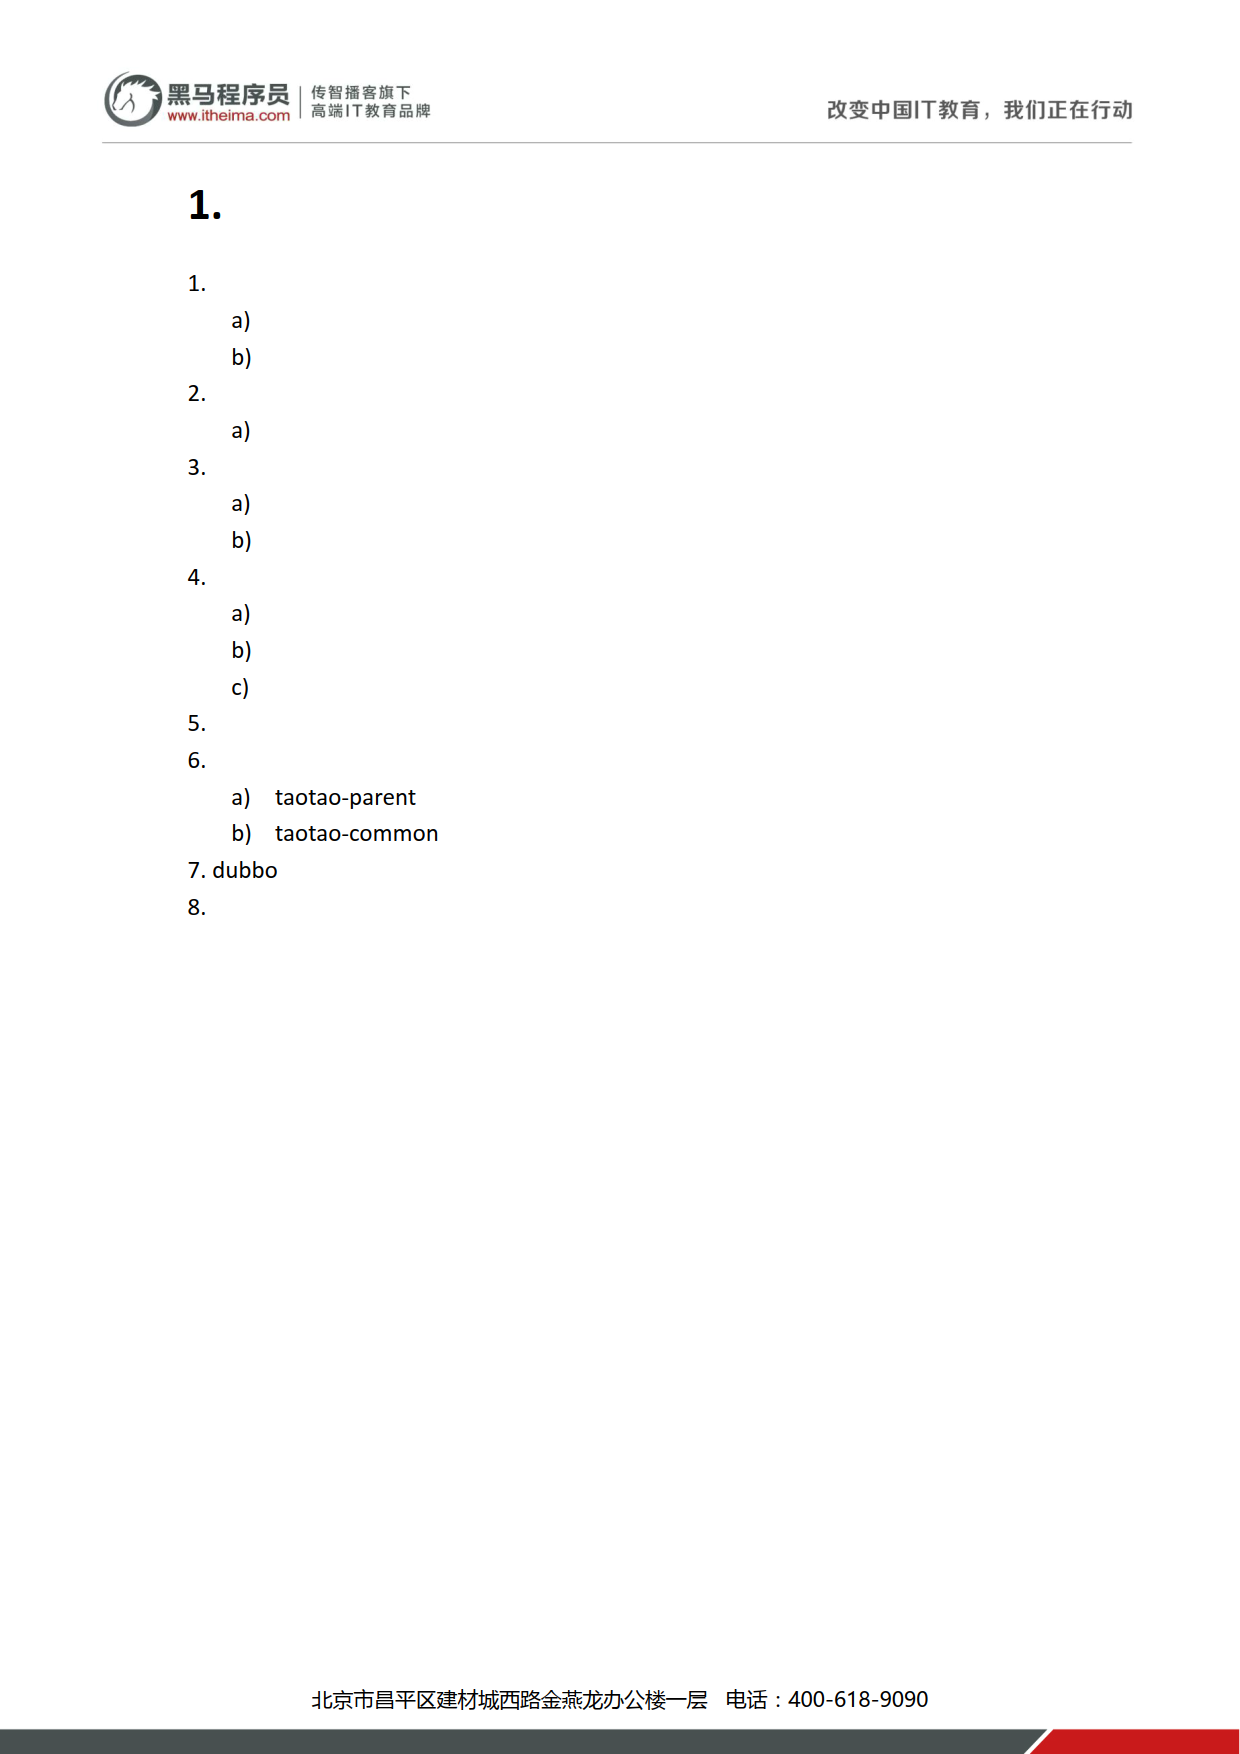 黑马程序员
www.itheima.com
传智播客旗下
高端IT教育品牌
改变中国IT教育，我们正在行动
1.
1.
a)
b)
2.
a)
3.
a)
b)
4.
a)
b)
c)
5.
6.
a) taotao-parent
b) taotao-common
7. dubbo
8.
北京市昌平区建材城西路金燕龙办公楼一层 电话：400-618-9090